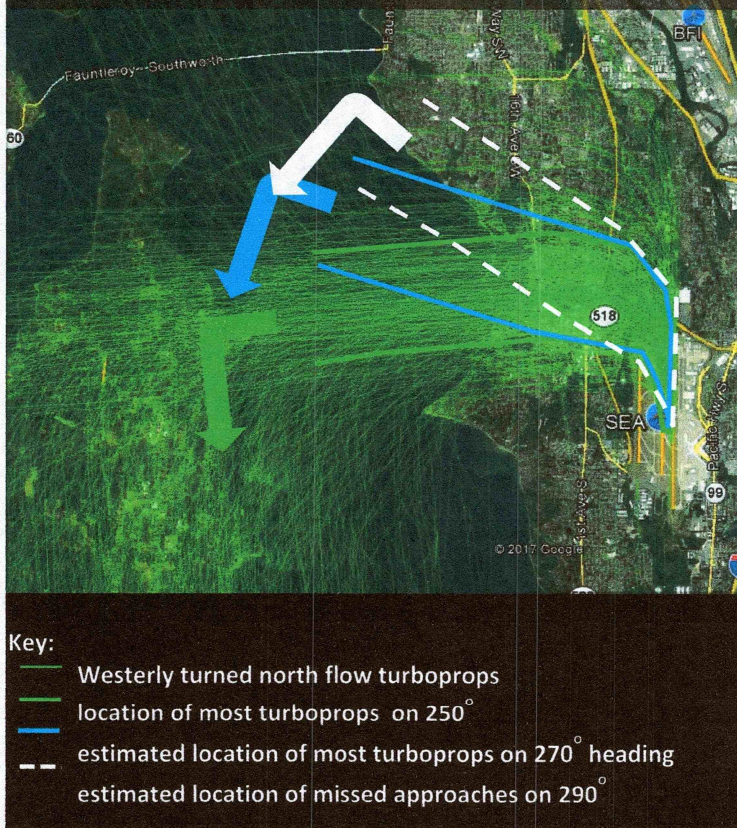 BFI
Faun
Way S N
Fauntleroy--Southworth
60
16th Ave SW
518
SEA
Pacific Hwy S
1st Ave S
99
© 2017 Google
Key:
Westerly turned north flow turboprops
location of most turboprops on 250°
estimated location of most turboprops on 270° heading
estimated location of missed approaches on 290°